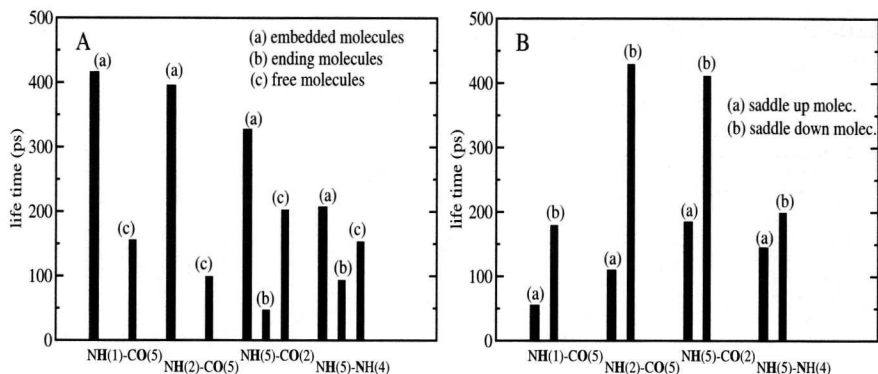 A
(a) embedded molecules
(b) ending molecules
(c) free molecules
life time (ps)
500
400
300
200
100
0
(a)
(c)
(a)
(c)
(a)
(b)
(c)
(a)
(b)
(c)
NH(1)-CO(5)
NH(2)-CO(5)
NH(5)-CO(2)
NH(5)-NH(4)
B
(a) saddle up molec.
(b) saddle down molec.
life time (ps)
500
400
300
200
100
0
(a)
(b)
(a)
(b)
(a)
(b)
(a)
(b)
NH(1)-CO(5)
NH(2)-CO(5)
NH(5)-CO(2)
NH(5)-NH(4)